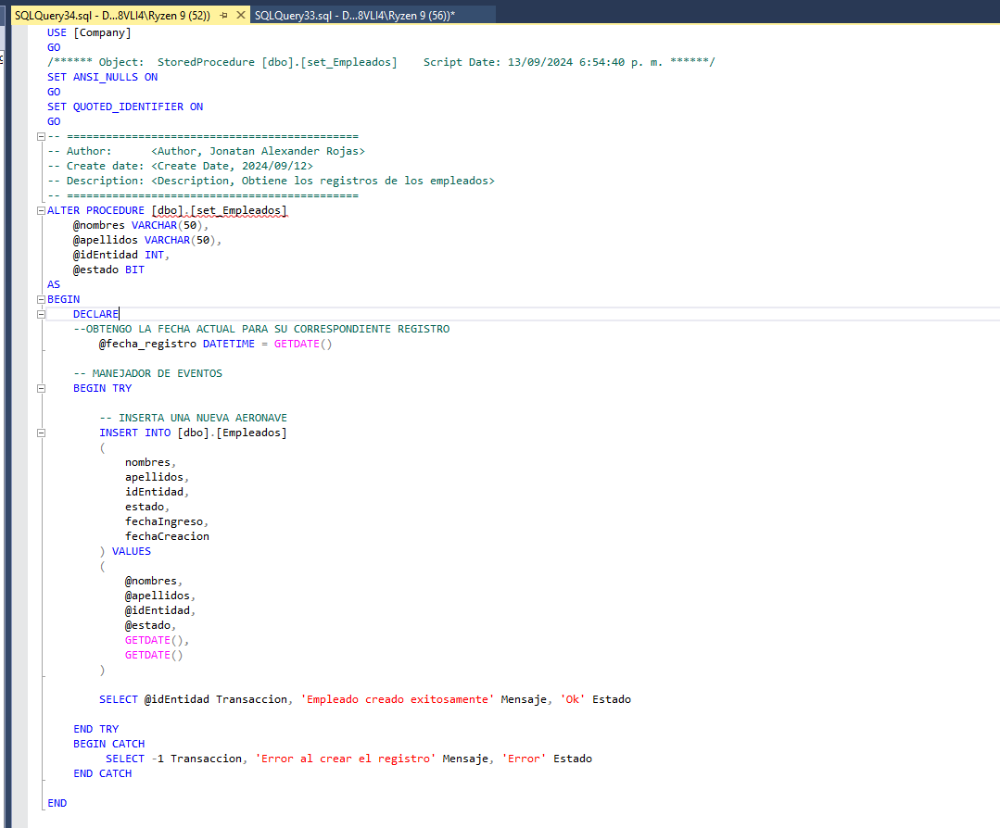 SQLQuery34.sql - D...8VLI4\Ryzen 9 (52)) SQLQuery33.sql - D...8VLI4\Ryzen 9 (56))*
USE [Company]
GO
/****** Object:  StoredProcedure [dbo].[set_Empleados]    Script Date: 13/09/2024 6:54:40 p. m. ******/
SET ANSI_NULLS ON
GO
SET QUOTED_IDENTIFIER ON
GO
-- =============================================
-- Author:      <Author, Jonatan Alexander Rojas>
-- Create date: <Create Date, 2024/09/12>
-- Description: <Description, Obtiene los registros de los empleados>
-- =============================================
ALTER PROCEDURE [dbo].[set_Empleados]
    @nombres VARCHAR(50),
    @apellidos VARCHAR(50),
    @idEntidad INT,
    @estado BIT
AS
BEGIN
    DECLARE
    --OBTENGO LA FECHA ACTUAL PARA SU CORRESPONDIENTE REGISTRO
        @fecha_registro DATETIME = GETDATE()
    -- MANEJADOR DE EVENTOS
    BEGIN TRY
        -- INSERTA UNA NUEVA AERONAVE
        INSERT INTO [dbo].[Empleados]
        (
            nombres,
            apellidos,
            idEntidad,
            estado,
            fechaIngreso,
            fechaCreacion
        ) VALUES
        (
            @nombres,
            @apellidos,
            @idEntidad,
            @estado,
            GETDATE(),
            GETDATE()
        )
        SELECT @idEntidad Transaccion, 'Empleado creado exitosamente' Mensaje, 'Ok' Estado
    END TRY
    BEGIN CATCH
         SELECT -1 Transaccion, 'Error al crear el registro' Mensaje, 'Error' Estado
    END CATCH
END